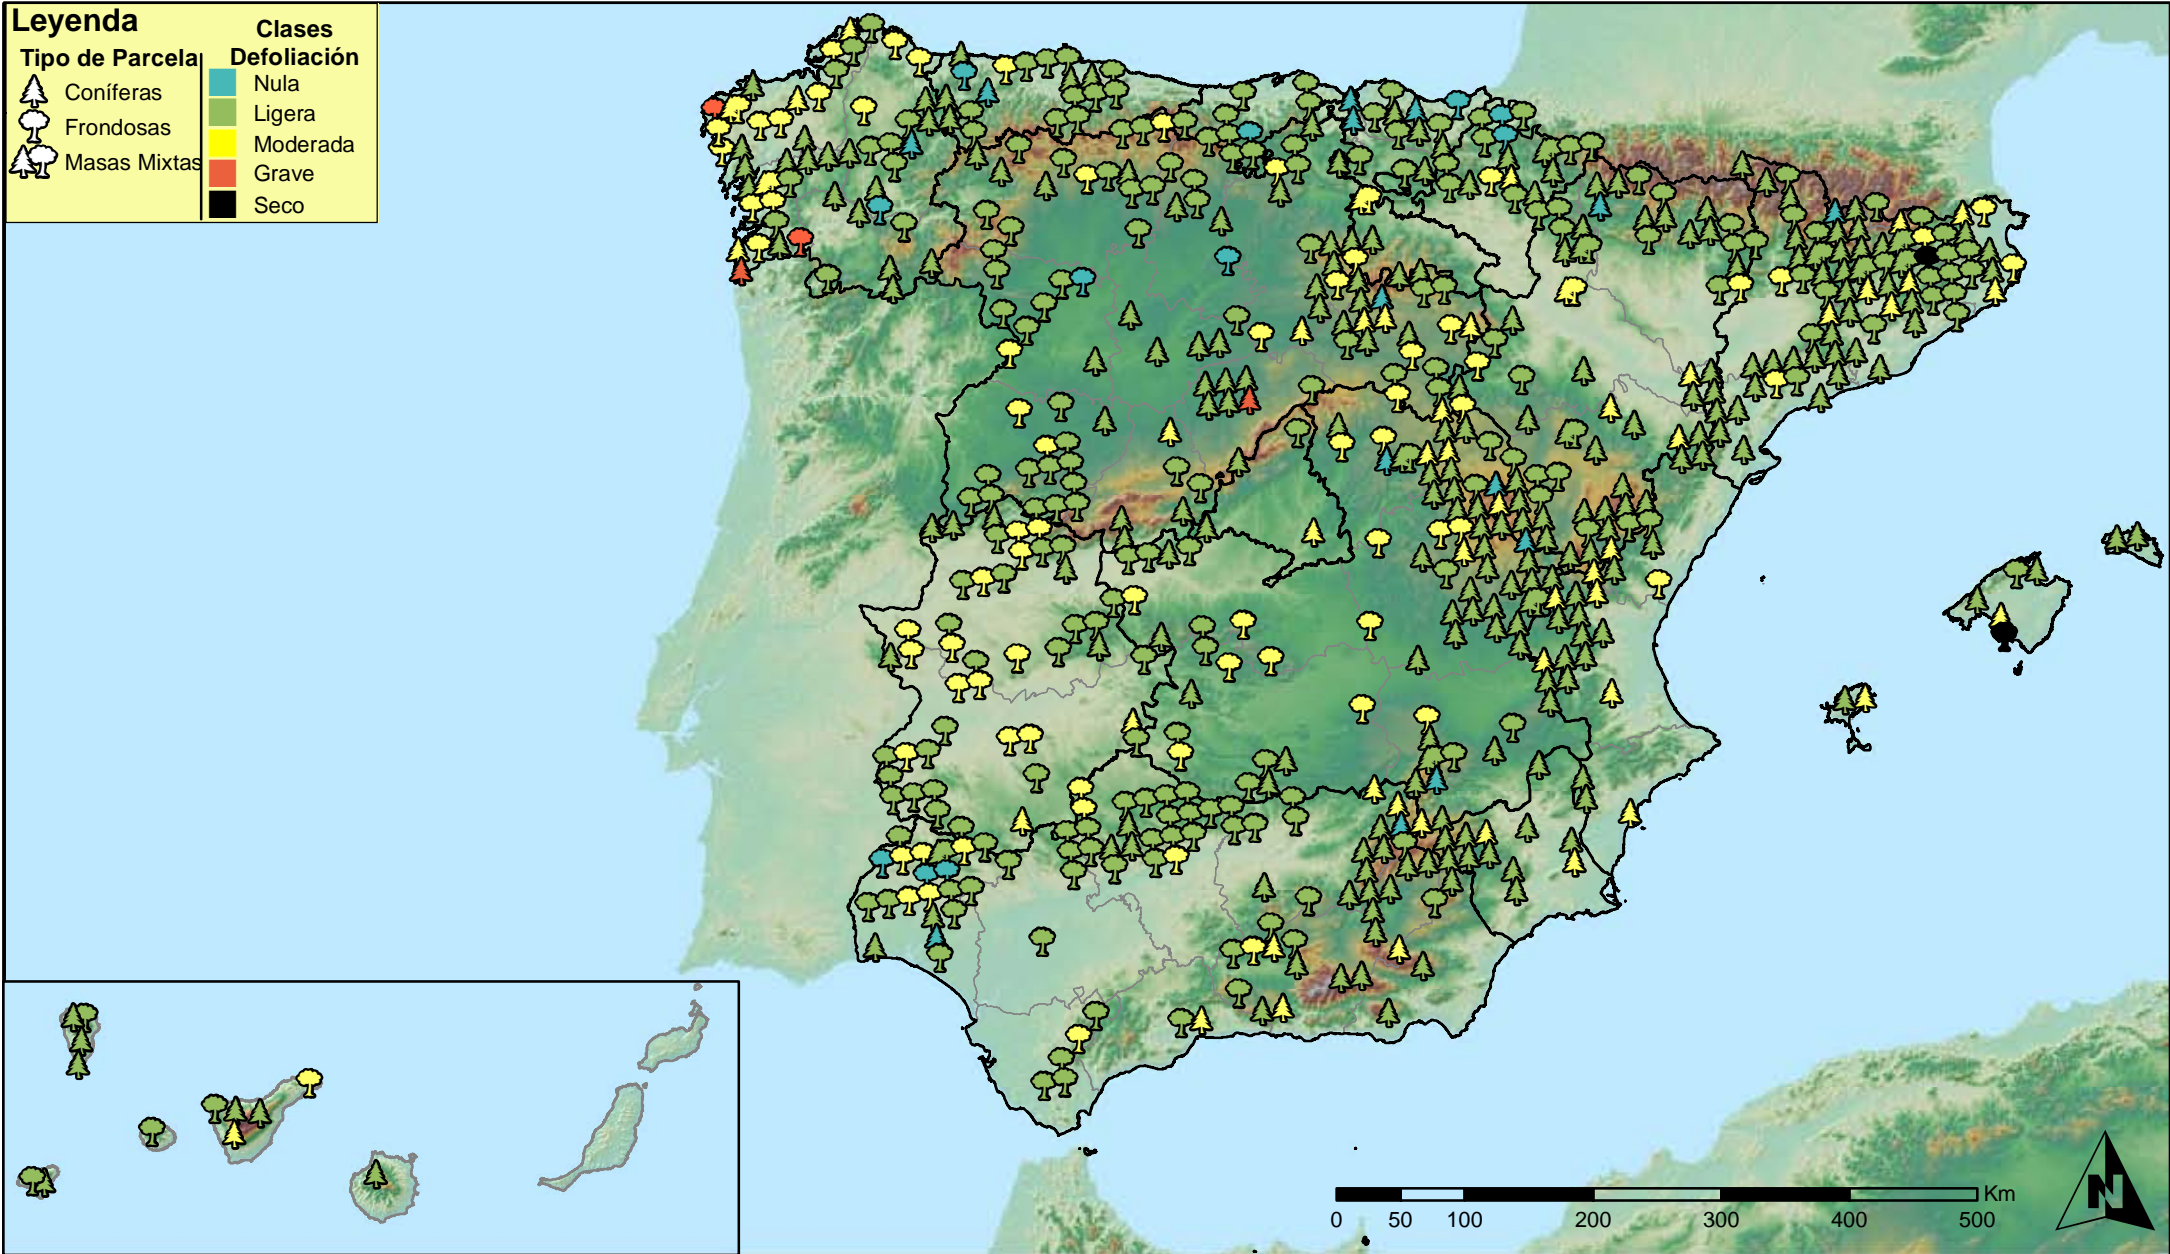 Leyenda
Tipo de Parcela
Coníferas
Frondosas
Masas Mixtas
Clases
Defoliación
Nula
Ligera
Moderada
Grave
Seco
Km
0 50 100 200 300 400 500
N